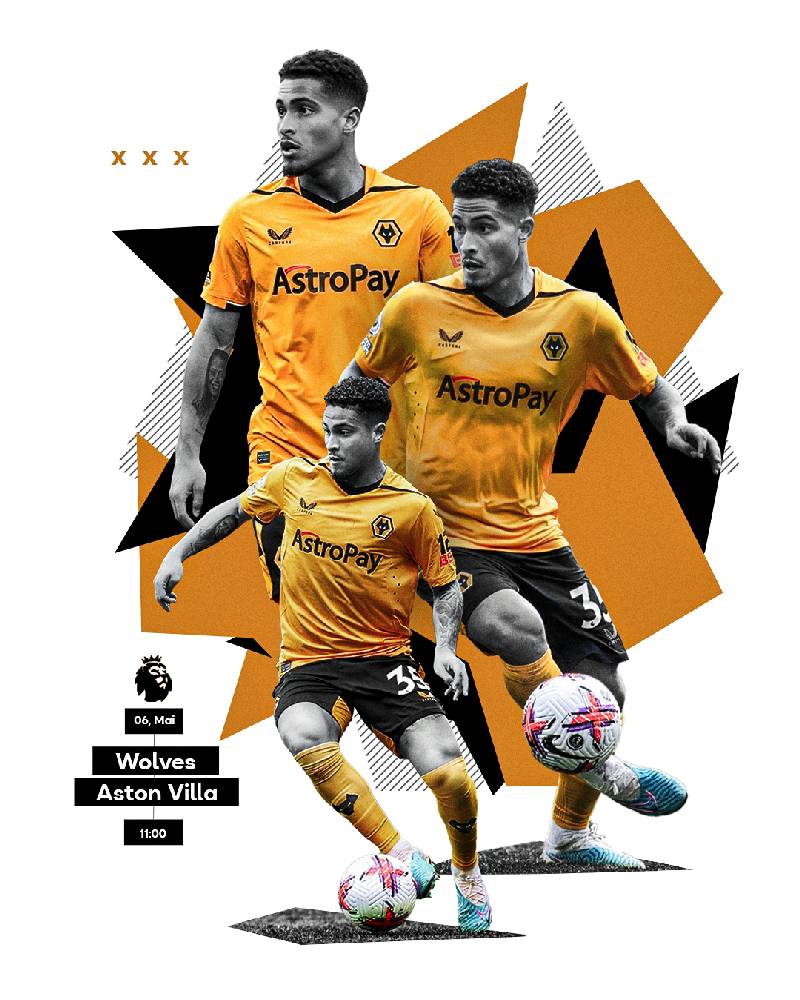 x x x
AstroPay
AstroPay
AstroPay
35
35
06, Mai
Wolves
Aston Villa
11:00